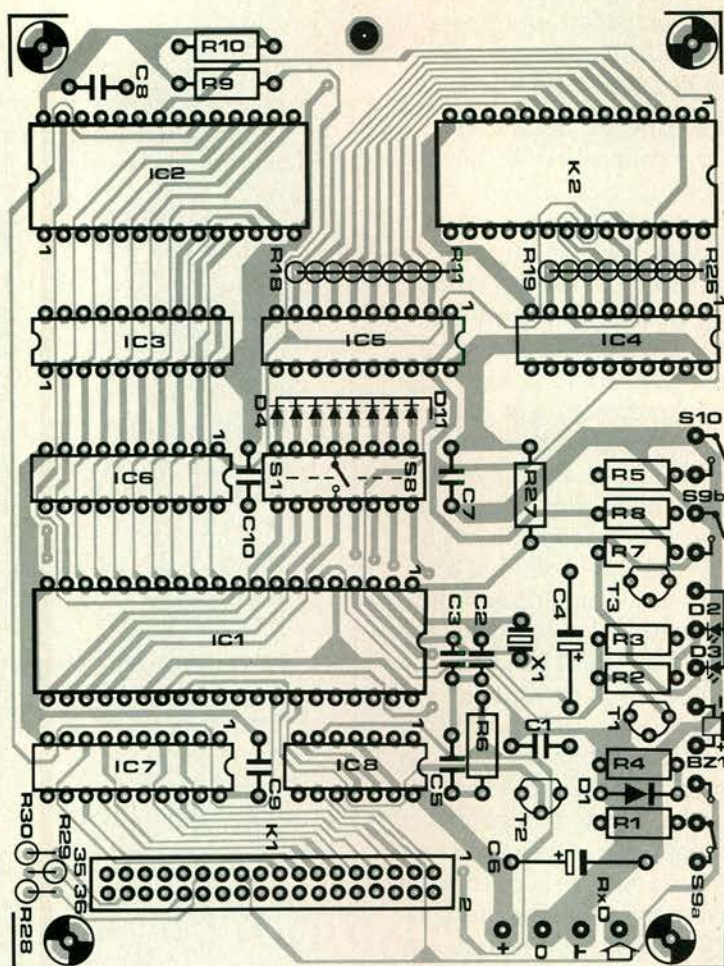 R10
R9
C8
1
IC2
K2
1
R18
R11
R19
R26
1
1
IC3
IC5
IC4
1
D4
D11
S10
1
IC6
S1
S8
C10
C7
R27
R5
S9b
R8
R7
T3
1
IC1
C3
C2
X1
C4
+
D2
D3
R3
R2
T1
1
IC7
C9
1
IC8
C5
R6
C1
T2
D1
R4
BZ1
+
R1
S9a
R30
R29
R28
35
36
K1
1
2
C6
+
RxD
+
0
T